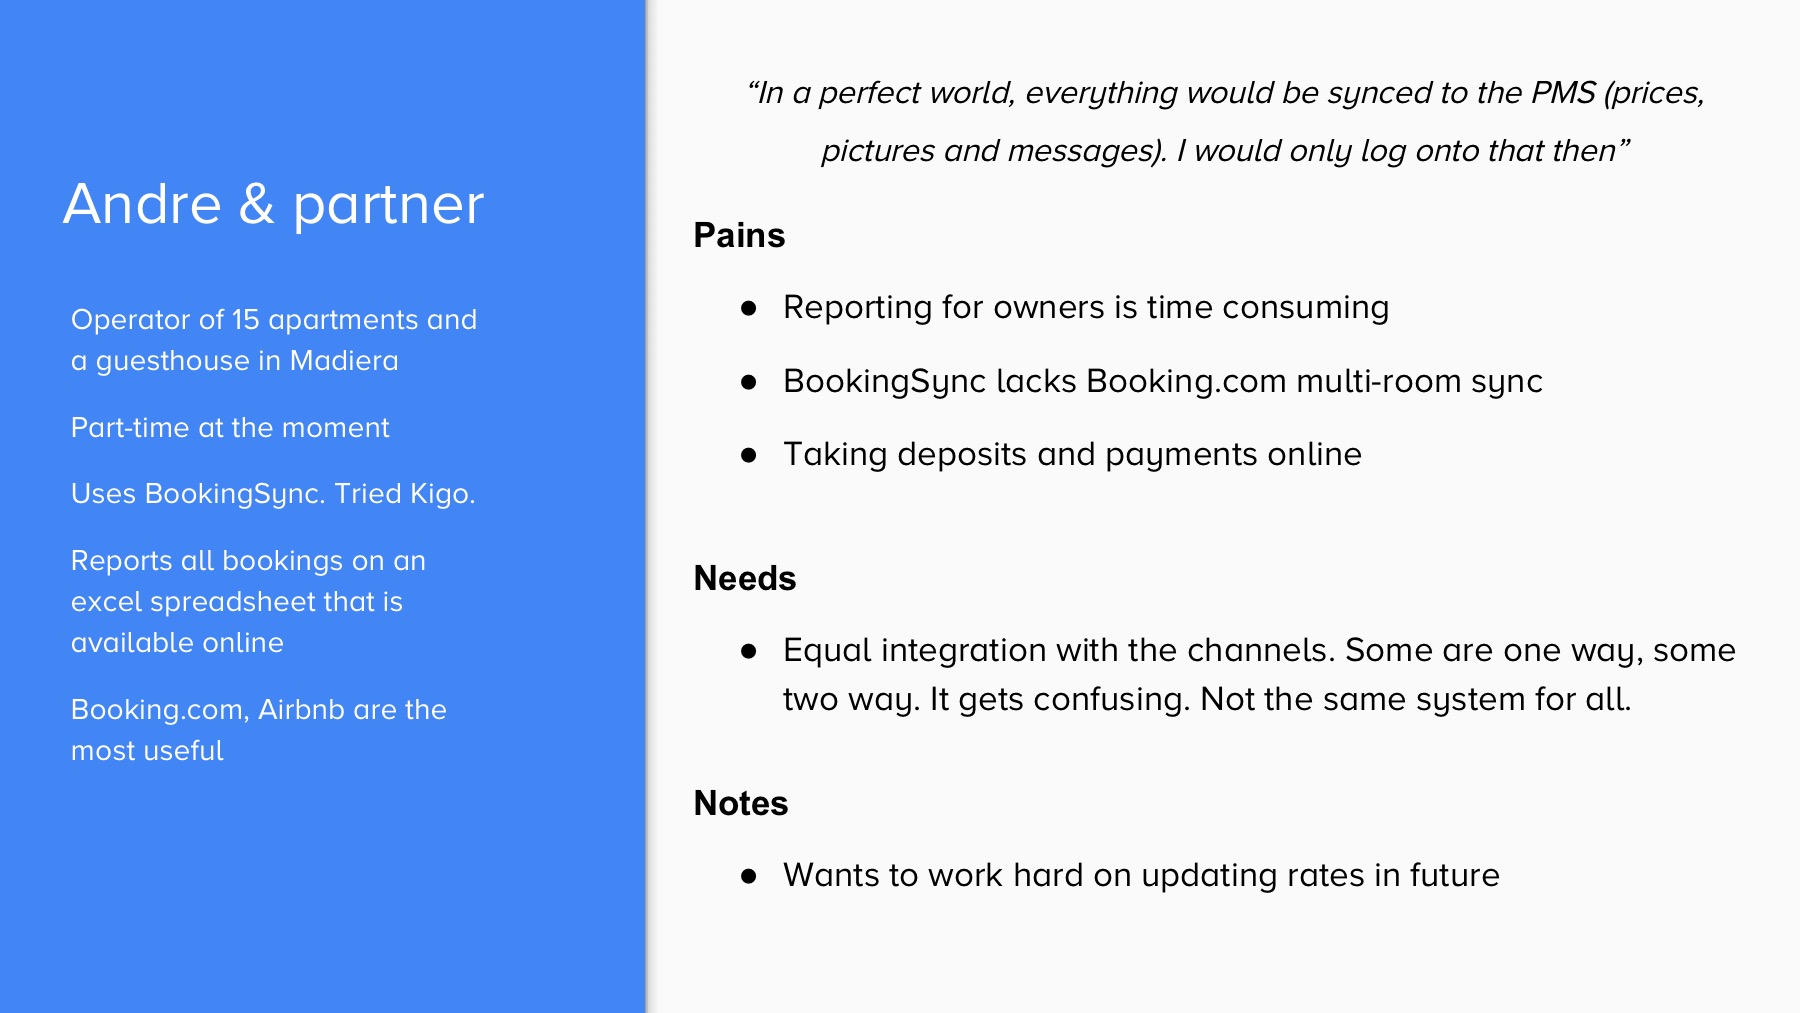 Andre & partner
Operator of 15 apartments and
a guesthouse in Madiera
Part-time at the moment
Uses BookingSync. Tried Kigo.
Reports all bookings on an
excel spreadsheet that is
available online
Booking.com, Airbnb are the
most useful
“In a perfect world, everything would be synced to the PMS (prices,
pictures and messages). I would only log onto that then”
Pains
● Reporting for owners is time consuming
● BookingSync lacks Booking.com multi-room sync
● Taking deposits and payments online
Needs
● Equal integration with the channels. Some are one way, some
two way. It gets confusing. Not the same system for all.
Notes
● Wants to work hard on updating rates in future